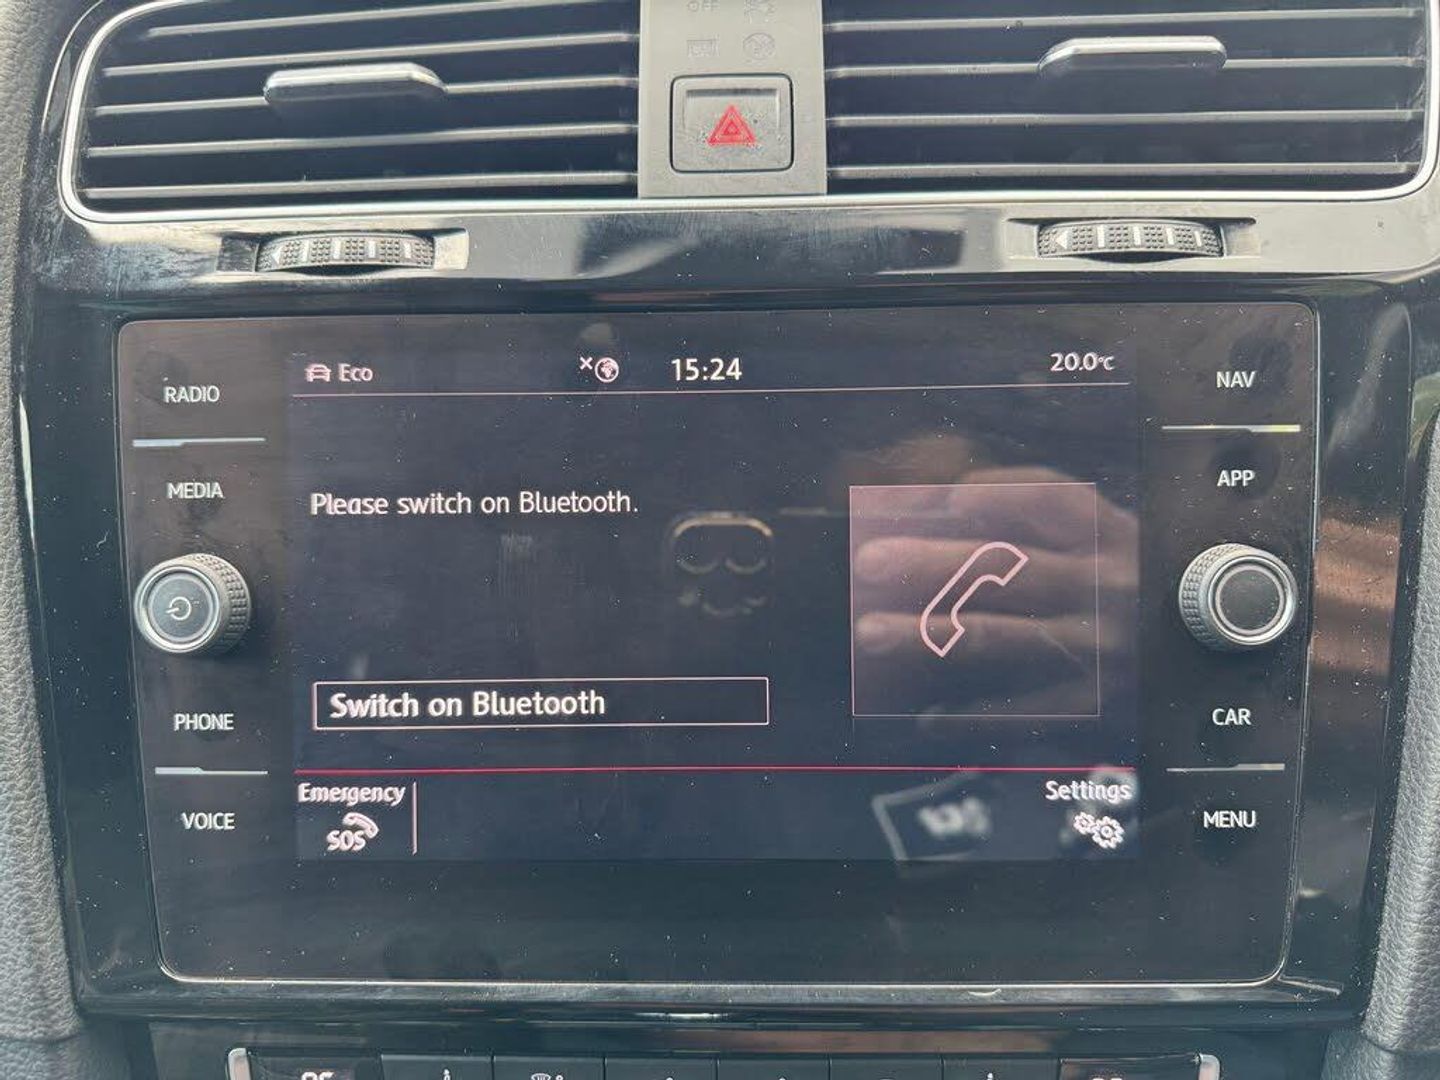 OFF
RADIO
MEDIA
PHONE
VOICE
Eco
15:24
20.0°C
Please switch on Bluetooth.
Switch on Bluetooth
Emergency
SOS
Settings
NAV
APP
CAR
MENU